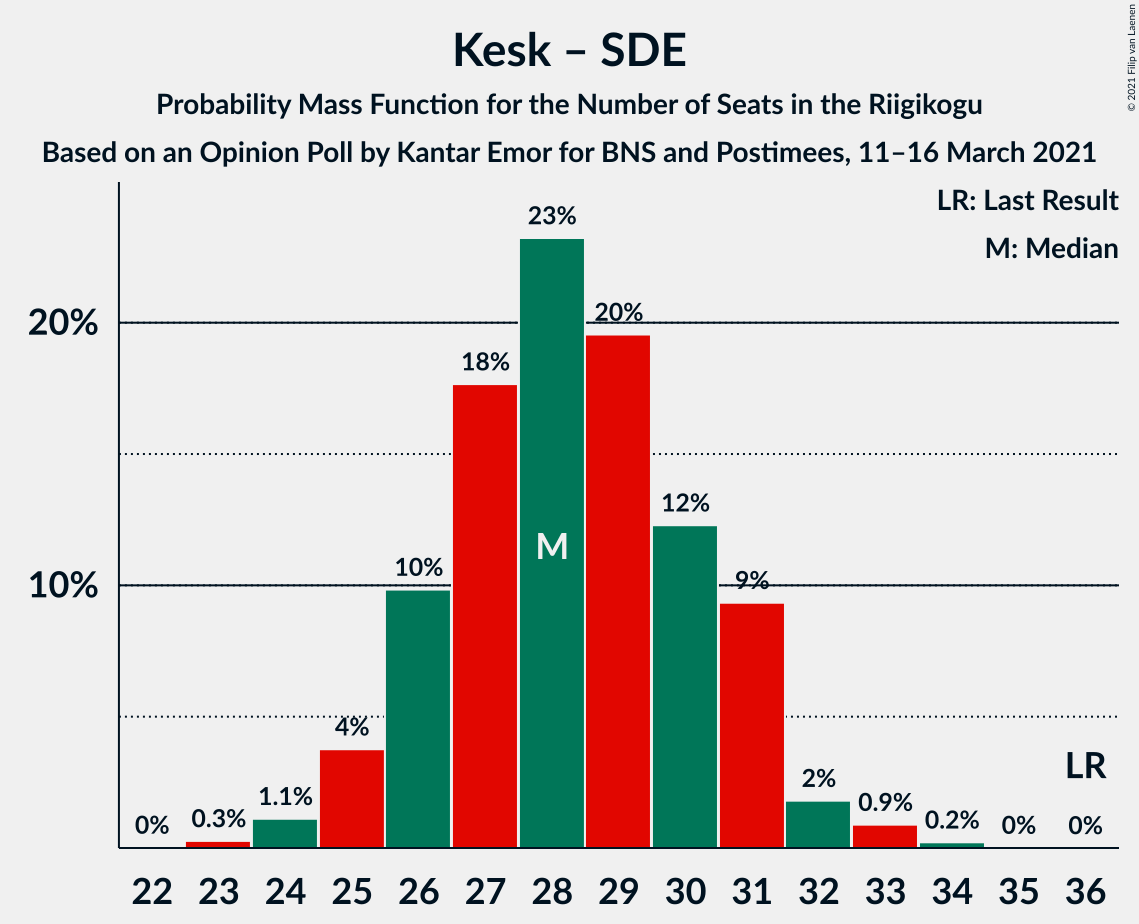 Kesk – SDE
Probability Mass Function for the Number of Seats in the Riigikogu
Based on an Opinion Poll by Kantar Emor for BNS and Postimees, 11–16 March 2021
© 2021 Filip van Laenen
LR: Last Result
M: Median
20%
10%
0%
0.3%
1.1%
4%
10%
18%
23%
20%
12%
9%
2%
0.9%
0.2%
0%
0%
M
LR
22 23 24 25 26 27 28 29 30 31 32 33 34 35 36